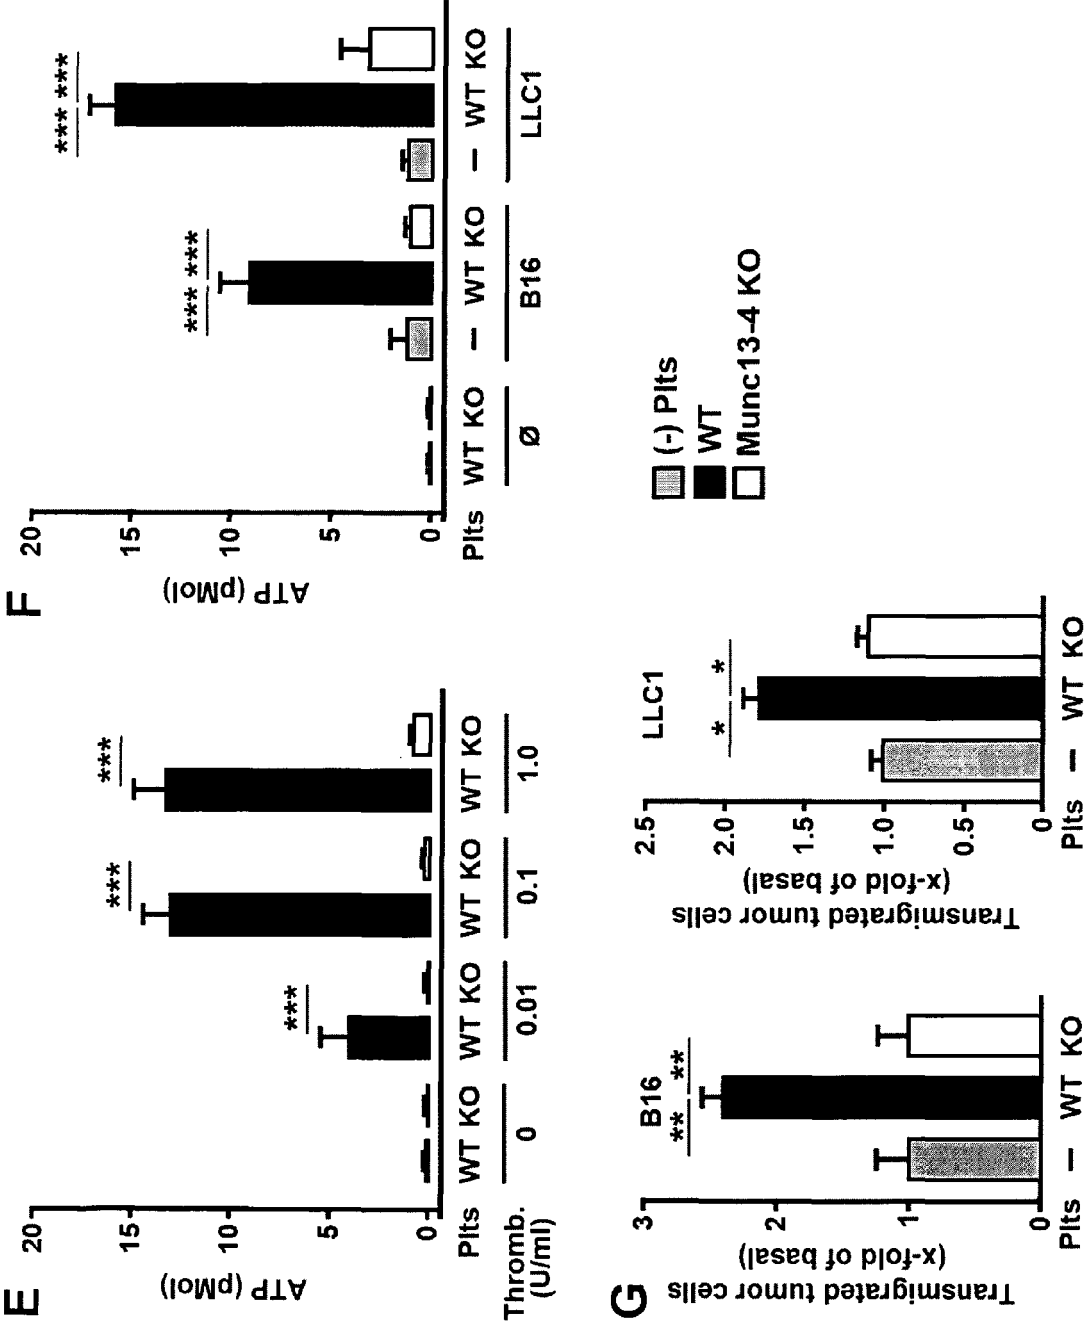 E
ATP (pMol)
20
15
10
5
0
*** *** ***
Plts WT KO WT KO WT KO WT KO
Thromb. 0 0.01 0.1 1.0
(U/ml)
F
ATP (pMol)
20
15
10
5
0
*** *** *** ***
Plts WT KO – WT KO – WT KO
Ø B16 LLC1
G
Transmigrated tumor cells
(x-fold of basal)
3
2
1
0
B16
** **
Plts – WT KO
Transmigrated tumor cells
(x-fold of basal)
2.5
2.0
1.5
1.0
0.5
0
LLC1
* *
Plts – WT KO
(-) Plts
WT
Munc13-4 KO